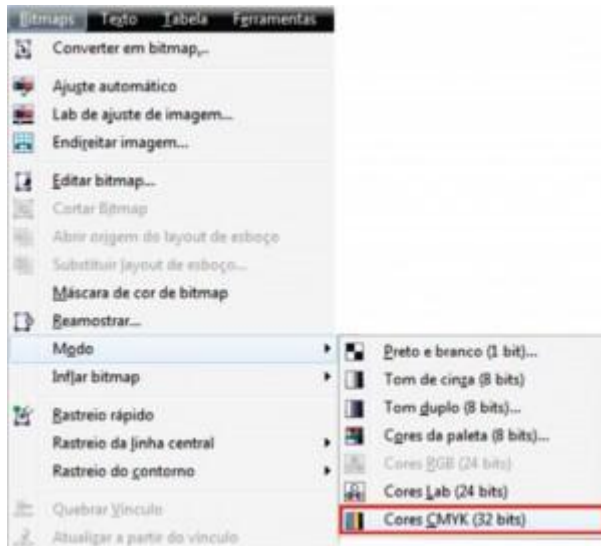 Bitmaps Texto Tabela Ferramentas
Converter em bitmap...
Ajuste automático
Lab de ajuste de imagem...
Endireitar imagem...
Editar bitmap...
Cortar Bitmap
Abrir origem do layout de esboço
Substituir layout de esboço...
Máscara de cor de bitmap
Reamostrar...
Modo
Inflar bitmap
Rastreio rápido
Rastreio da linha central
Rastreio do contorno
Quebrar Vínculo
Atualizar a partir do vínculo
Preto e branco (1 bit)...
Tom de cinza (8 bits)
Tom duplo (8 bits)...
Cores da paleta (8 bits)...
Cores RGB (24 bits)
Cores Lab (24 bits)
Cores CMYK (32 bits)